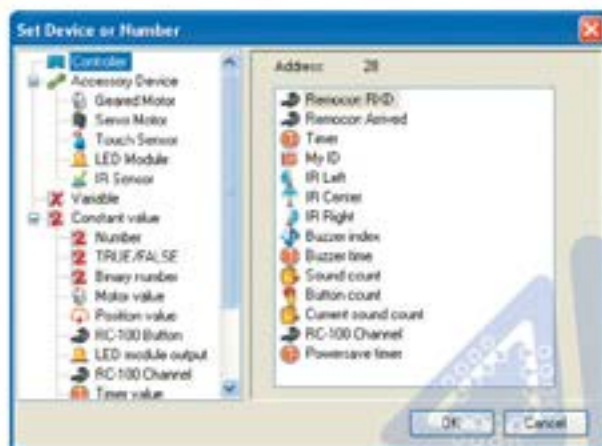 Set Device or Number
Controller
Accessory Device
Geared Motor
Servo Motor
Touch Sensor
LED Module
IR Sensor
Variable
Constant value
Number
TRUE/FALSE
Binary number
Motor value
Position value
RC-100 Button
LED module output
RC-100 Channel
Timer value
Address: 28
Remocon RXD
Remocon Arrived
Timer
My ID
IR Left
IR Center
IR Right
Buzzer index
Buzzer time
Sound count
Button count
Current sound count
RC-100 Channel
Powersave timer
OK
Cancel